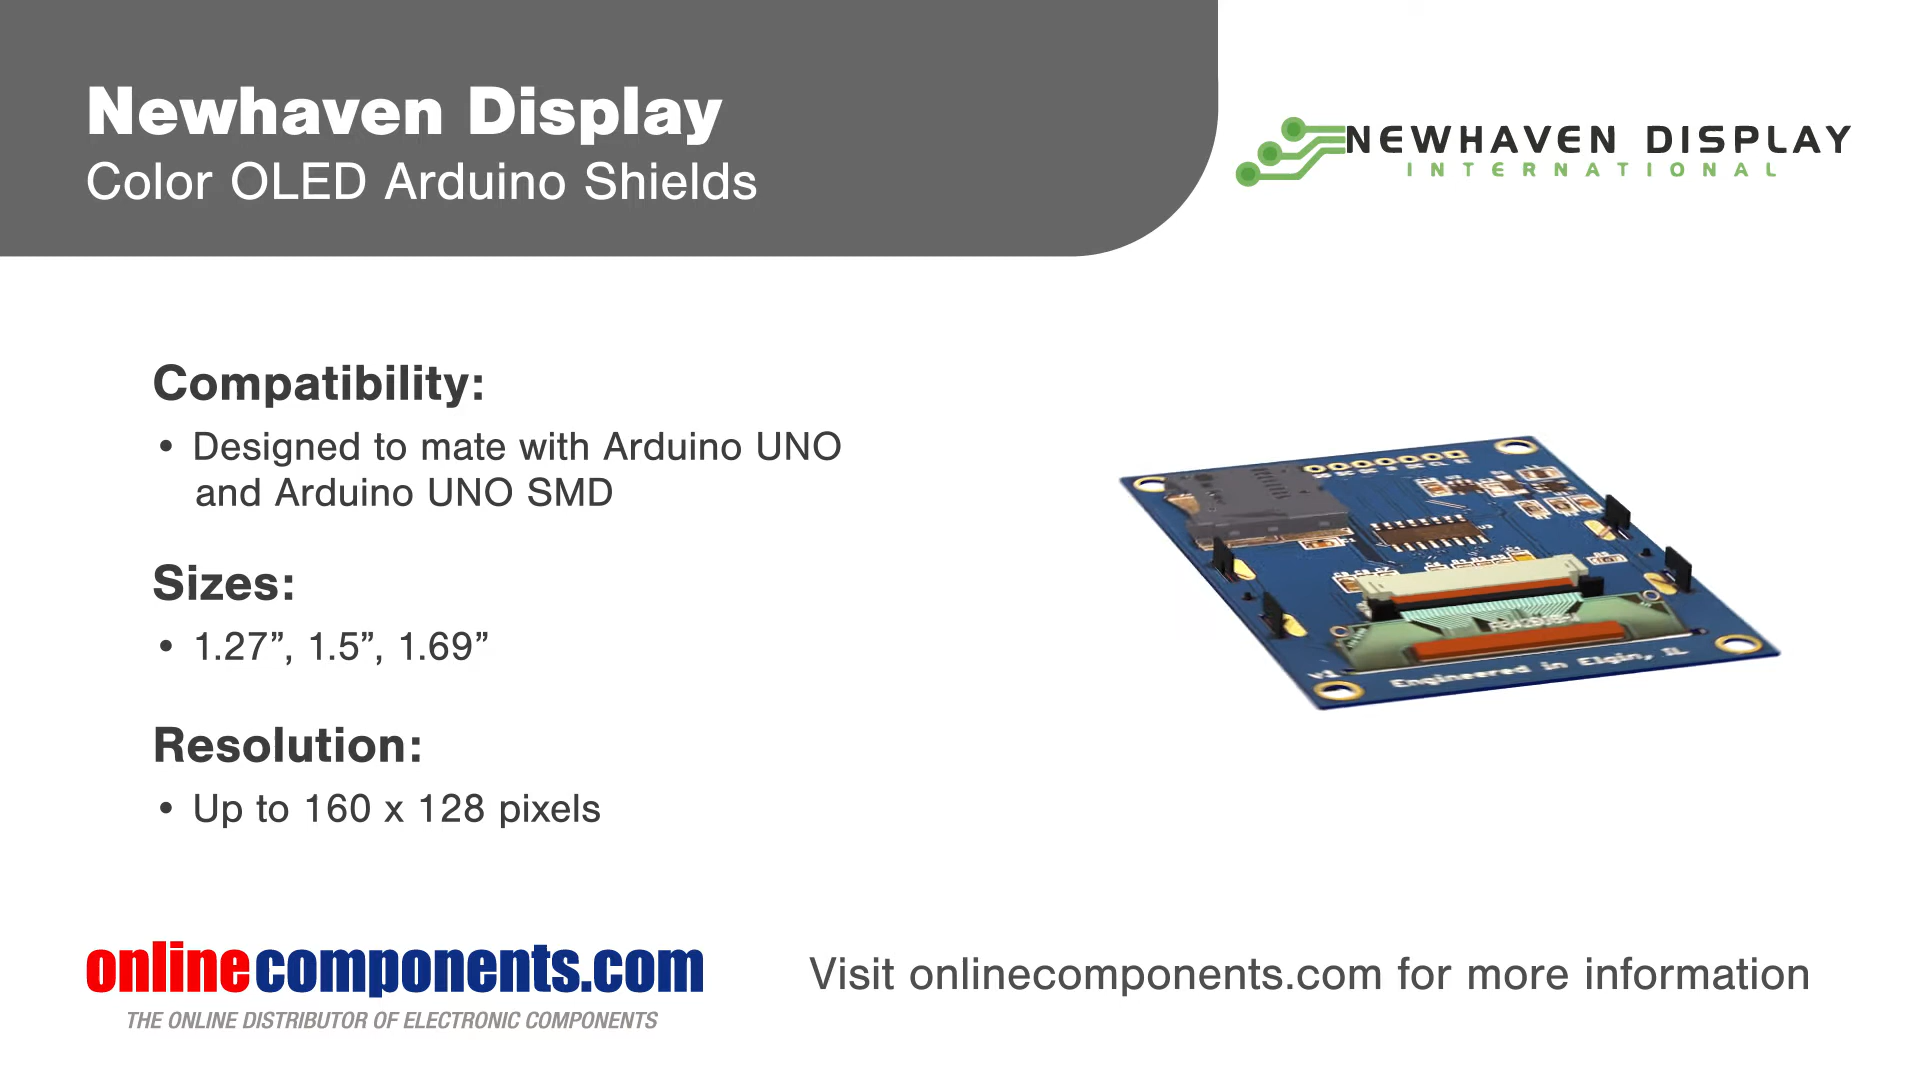 Newhaven Display
Color OLED Arduino Shields
NEWHAVEN DISPLAY
INTERNATIONAL
Compatibility:
• Designed to mate with Arduino UNO
and Arduino UNO SMD
Sizes:
• 1.27”, 1.5”, 1.69”
Resolution:
• Up to 160 x 128 pixels
v1 Engineered in Elgin, IL
onlinecomponents.com
THE ONLINE DISTRIBUTOR OF ELECTRONIC COMPONENTS
Visit onlinecomponents.com for more information